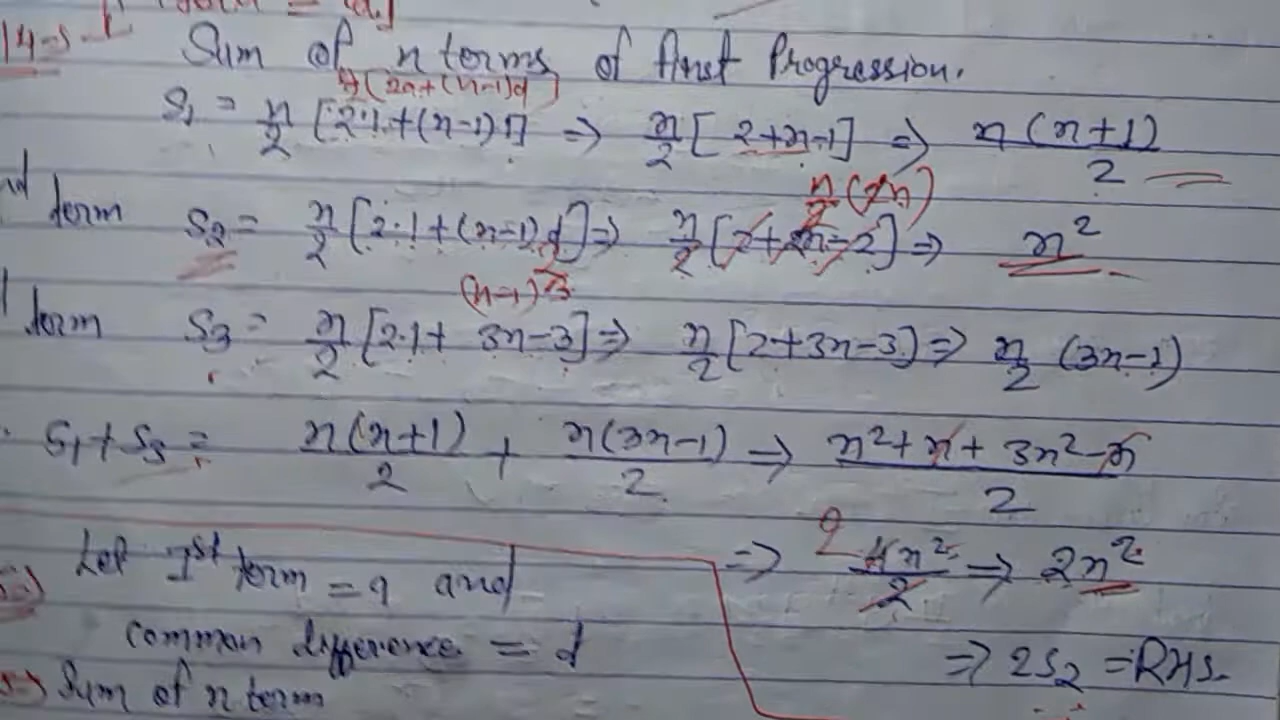 14→
Sum of n terms of first Progression.
n/2 [2a+(n-1)d]
S₁ = n/2 [2·1+(n-1)1] ⇒ n/2 [2+n-1] ⇒ n(n+1)/2
n/2 (2n)
term S₂ = n/2 [2·1+(n-1)2] ⇒ n/2 [2+2n-2] ⇒ n²
(n-1)3
term S₃ = n/2 [2·1+ 3n-3] ⇒ n/2 [2+3n-3] ⇒ n/2 (3n-1)
S₁+S₃ = n(n+1)/2 + n(3n-1)/2 ⇒ n²+n+3n²-n/2
⇒ 4n²/2 ⇒ 2n²
Let Ist term = a and
common difference = d
⇒ 2S₂ = RHS.
Sum of n term